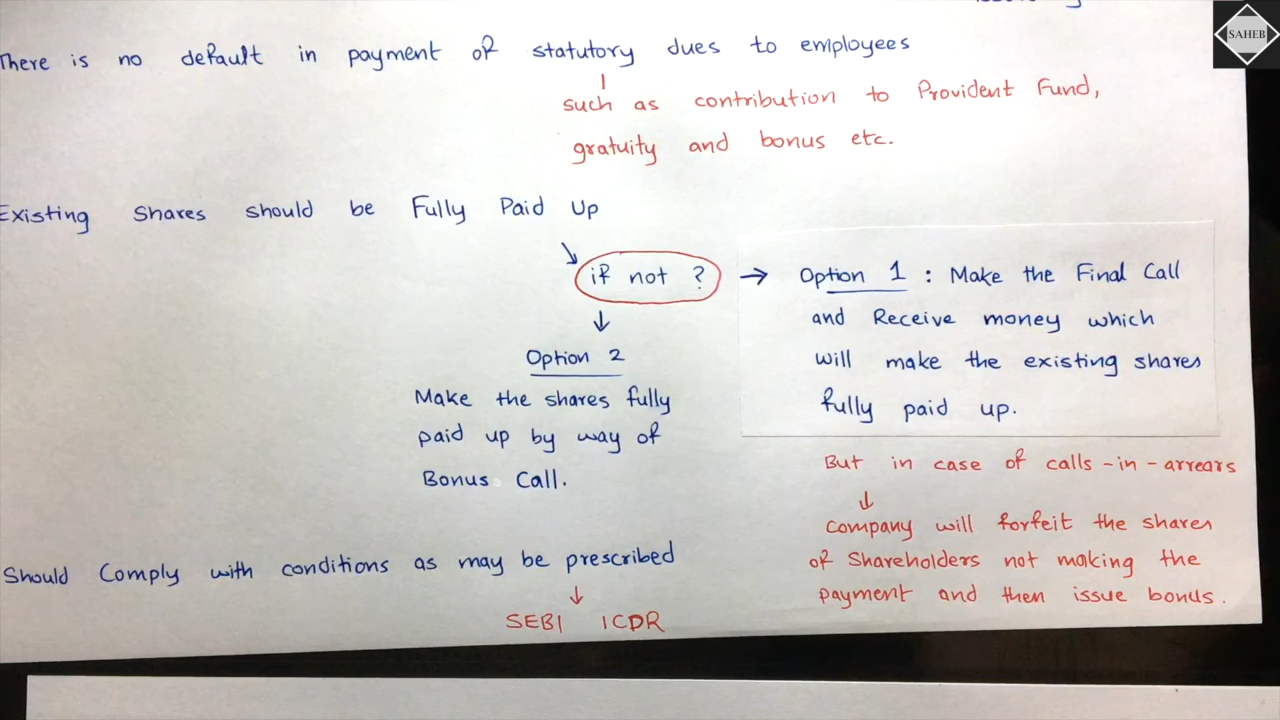 SAHEB
There is no default in payment of statutory dues to employees
such as contribution to Provident Fund,
gratuity and bonus etc.
Existing shares should be Fully Paid Up
if not ? → Option 1 : Make the Final Call
and Receive money which
will make the existing shares
fully paid up.
↓
Option 2
Make the shares fully
paid up by way of
Bonus Call.
But in case of calls-in-arrears
↓
company will forfeit the shares
of Shareholders not making the
payment and then issue bonus.
Should Comply with conditions as may be prescribed
↓
SEBI ICDR